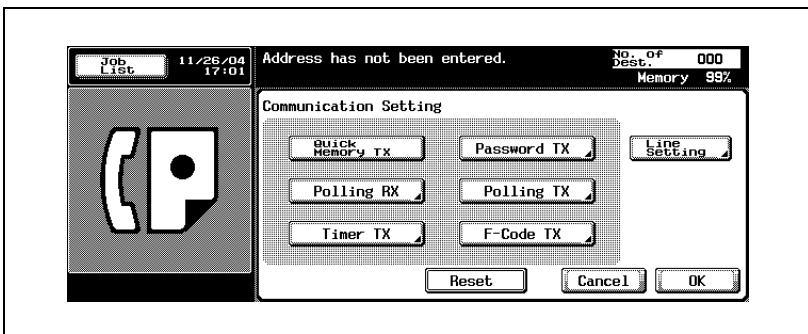 Job
List
11/26/04
17:01
Address has not been entered.
No. of
Dest.
000
Memory 99%
Communication Setting
Quick
Memory TX
Password TX
Line
Setting
Polling RX
Polling TX
Timer TX
F-Code TX
Reset
Cancel
OK